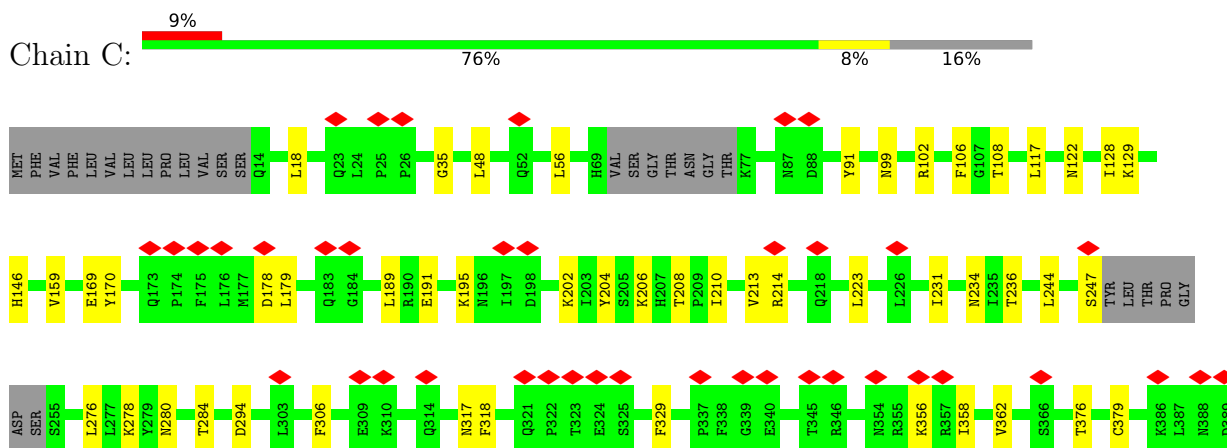 9%
Chain C:
76% 8% 16%
MET PHE VAL PHE LEU VAL LEU LEU PRO LEU VAL SER SER Q14 L18 Q23 L24 P25 P26 G35 L48 Q52 L56 H69 VAL SER GLY THR ASN GLY THR K77 N87 D88 Y91 N99 R102 F106 G107 T108 L117 N122 I128 K129
H146 V159 E169 Y170 Q173 P174 F175 L176 M177 D178 L179 Q183 G184 L189 R190 E191 K195 N196 I197 D198 K202 I203 Y204 S205 K206 H207 T208 P209 I210 V213 R214 Q218 L223 L226 I231 N234 I235 T236 L244 S247 TYR LEU THR PRO GLY
ASP SER S255 L276 L277 K278 Y279 N280 T284 D294 L303 F306 E309 K310 Q314 N317 F318 Q321 P322 T323 E324 S325 F329 P337 F338 G339 E340 T345 R346 N354 R355 K356 R357 I358 V362 S366 T376 C379 K386 L387 N388 D389